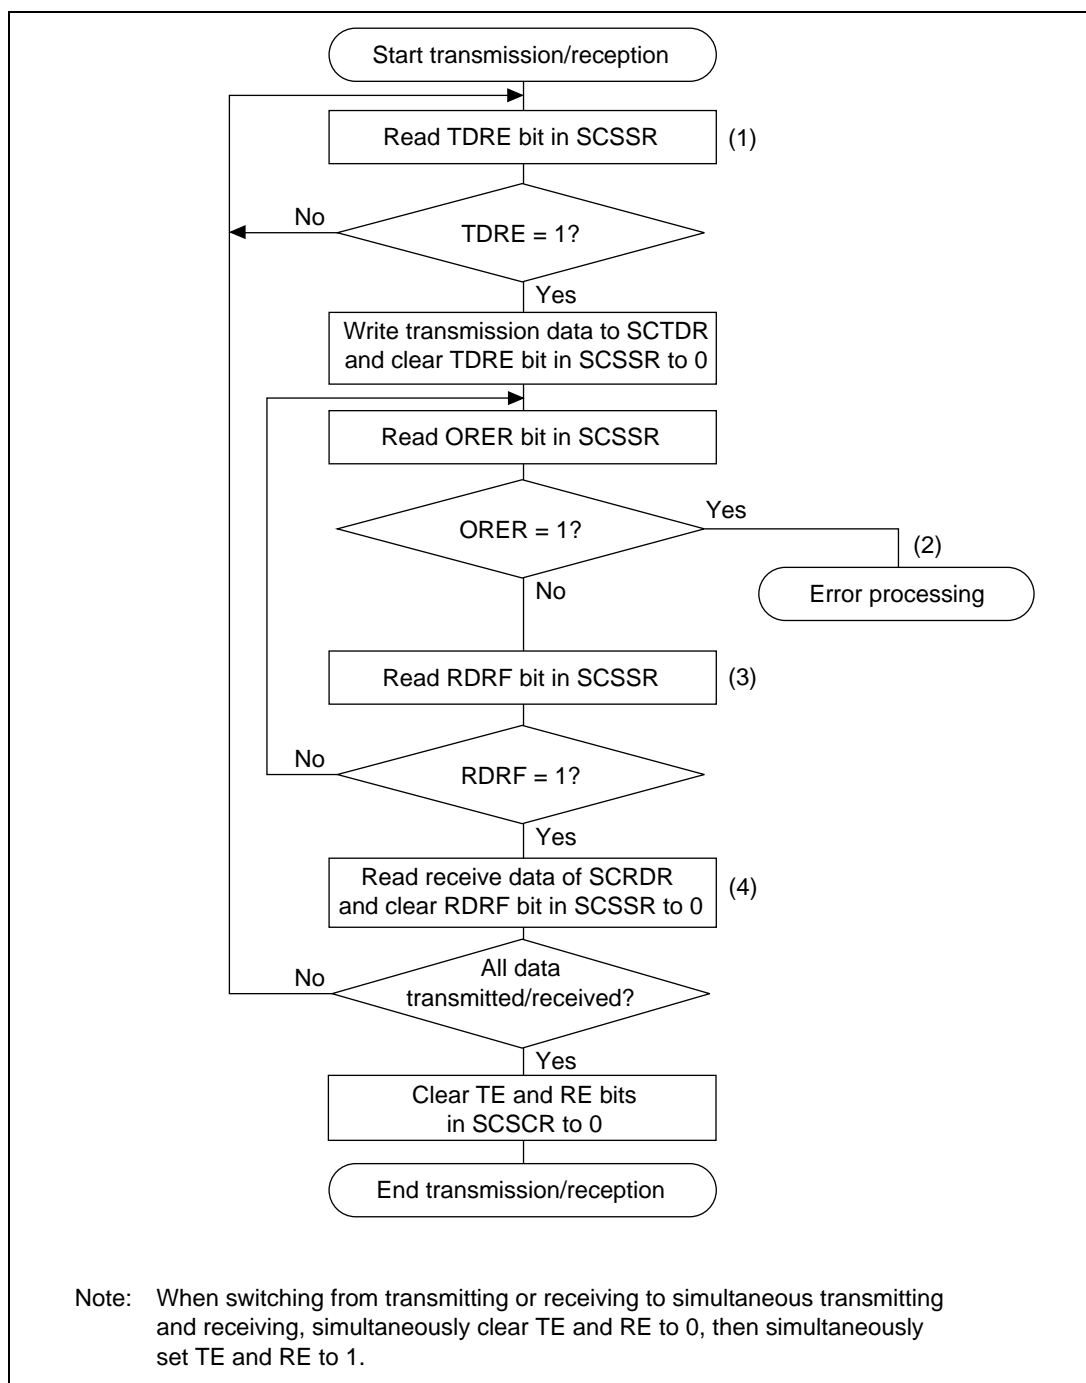 Start transmission/reception
Read TDRE bit in SCSSR
(1)
No
TDRE = 1?
Yes
Write transmission data to SCTDR
and clear TDRE bit in SCSSR to 0
Read ORER bit in SCSSR
Yes
ORER = 1?
(2)
No
Error processing
Read RDRF bit in SCSSR
(3)
No
RDRF = 1?
Yes
Read receive data of SCRDR
and clear RDRF bit in SCSSR to 0
(4)
No
All data
transmitted/received?
Yes
Clear TE and RE bits
in SCSCR to 0
End transmission/reception
Note: When switching from transmitting or receiving to simultaneous transmitting
and receiving, simultaneously clear TE and RE to 0, then simultaneously
set TE and RE to 1.